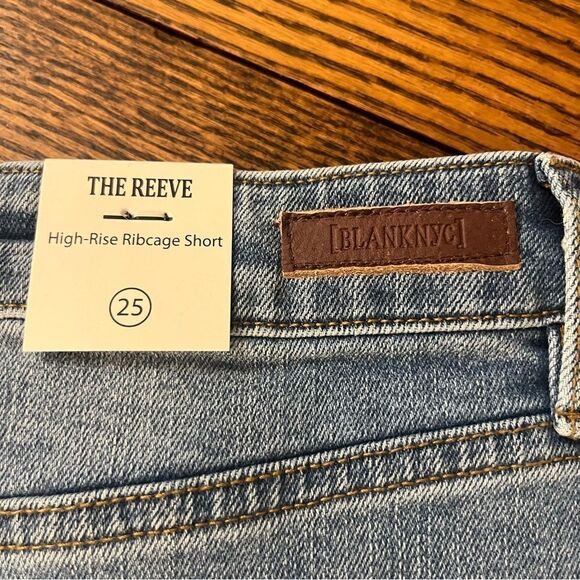 THE REEVE
High-Rise Ribcage Short
25
[BLANKNYC]